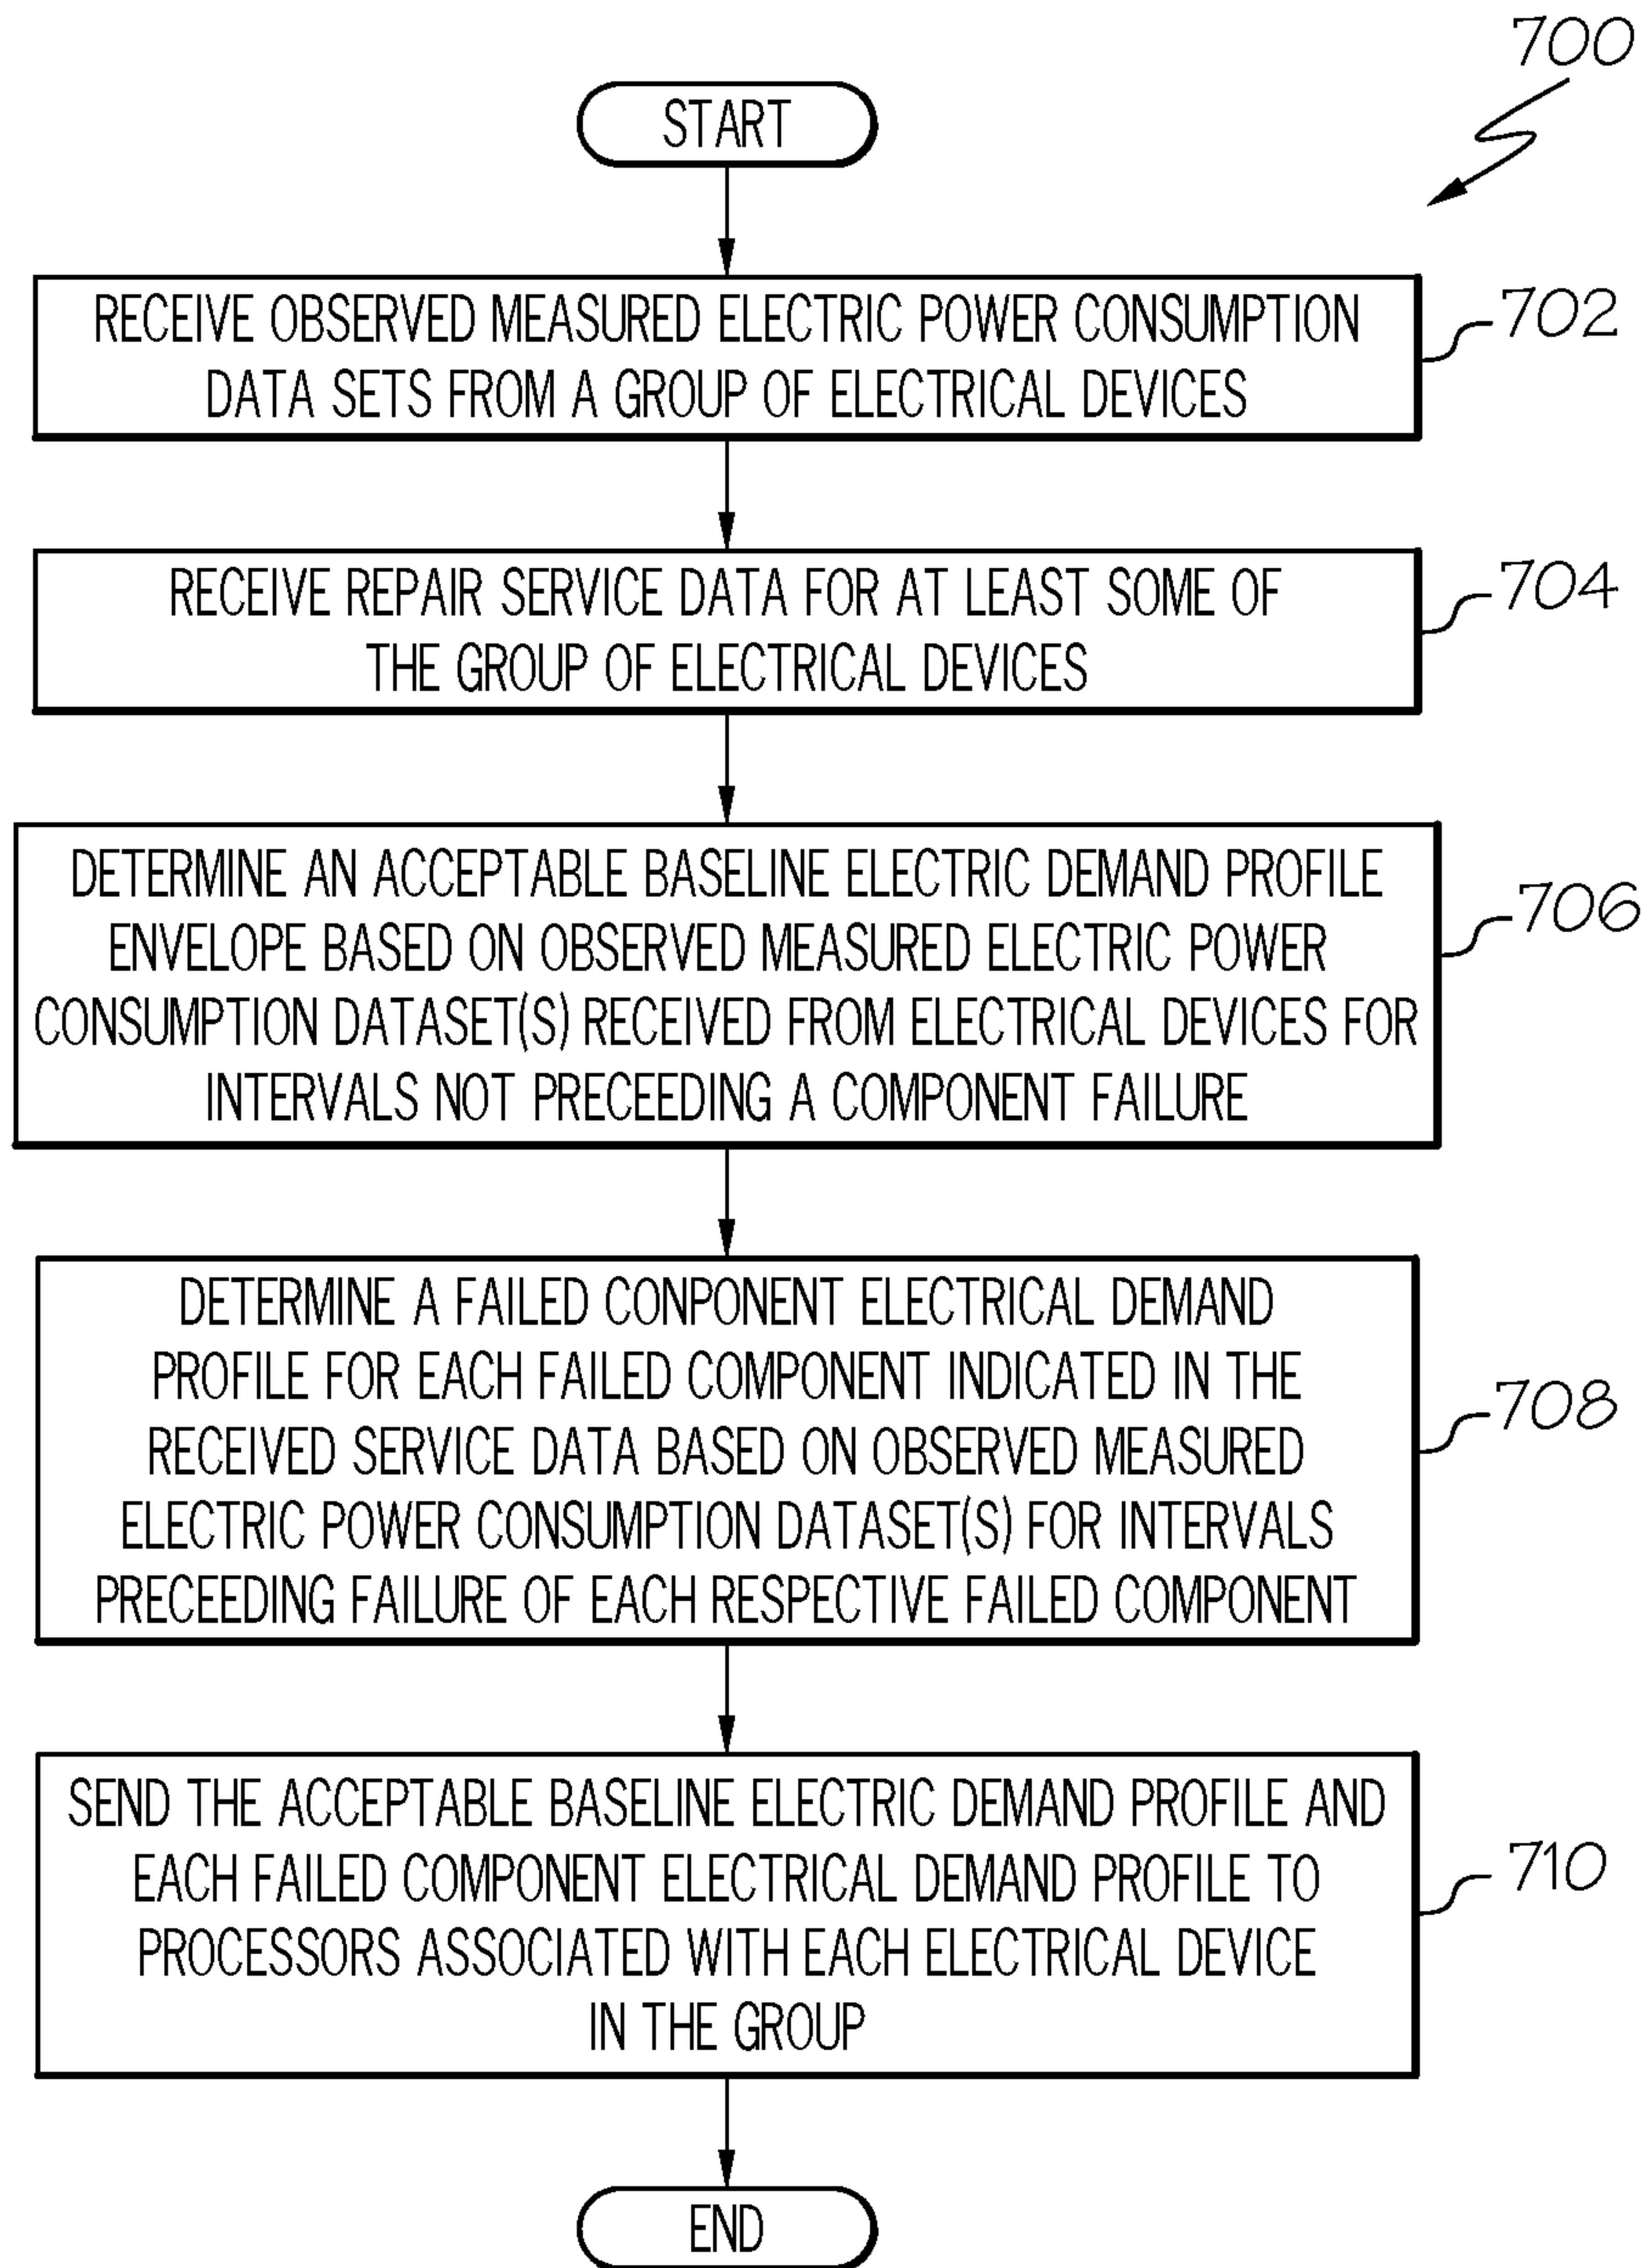 700
START
RECEIVE OBSERVED MEASURED ELECTRIC POWER CONSUMPTION
DATA SETS FROM A GROUP OF ELECTRICAL DEVICES
702
RECEIVE REPAIR SERVICE DATA FOR AT LEAST SOME OF
THE GROUP OF ELECTRICAL DEVICES
704
DETERMINE AN ACCEPTABLE BASELINE ELECTRIC DEMAND PROFILE
ENVELOPE BASED ON OBSERVED MEASURED ELECTRIC POWER
CONSUMPTION DATASET(S) RECEIVED FROM ELECTRICAL DEVICES FOR
INTERVALS NOT PRECEEDING A COMPONENT FAILURE
706
DETERMINE A FAILED CONPONENT ELECTRICAL DEMAND
PROFILE FOR EACH FAILED COMPONENT INDICATED IN THE
RECEIVED SERVICE DATA BASED ON OBSERVED MEASURED
ELECTRIC POWER CONSUMPTION DATASET(S) FOR INTERVALS
PRECEEDING FAILURE OF EACH RESPECTIVE FAILED COMPONENT
708
SEND THE ACCEPTABLE BASELINE ELECTRIC DEMAND PROFILE AND
EACH FAILED COMPONENT ELECTRICAL DEMAND PROFILE TO
PROCESSORS ASSOCIATED WITH EACH ELECTRICAL DEVICE
IN THE GROUP
710
END